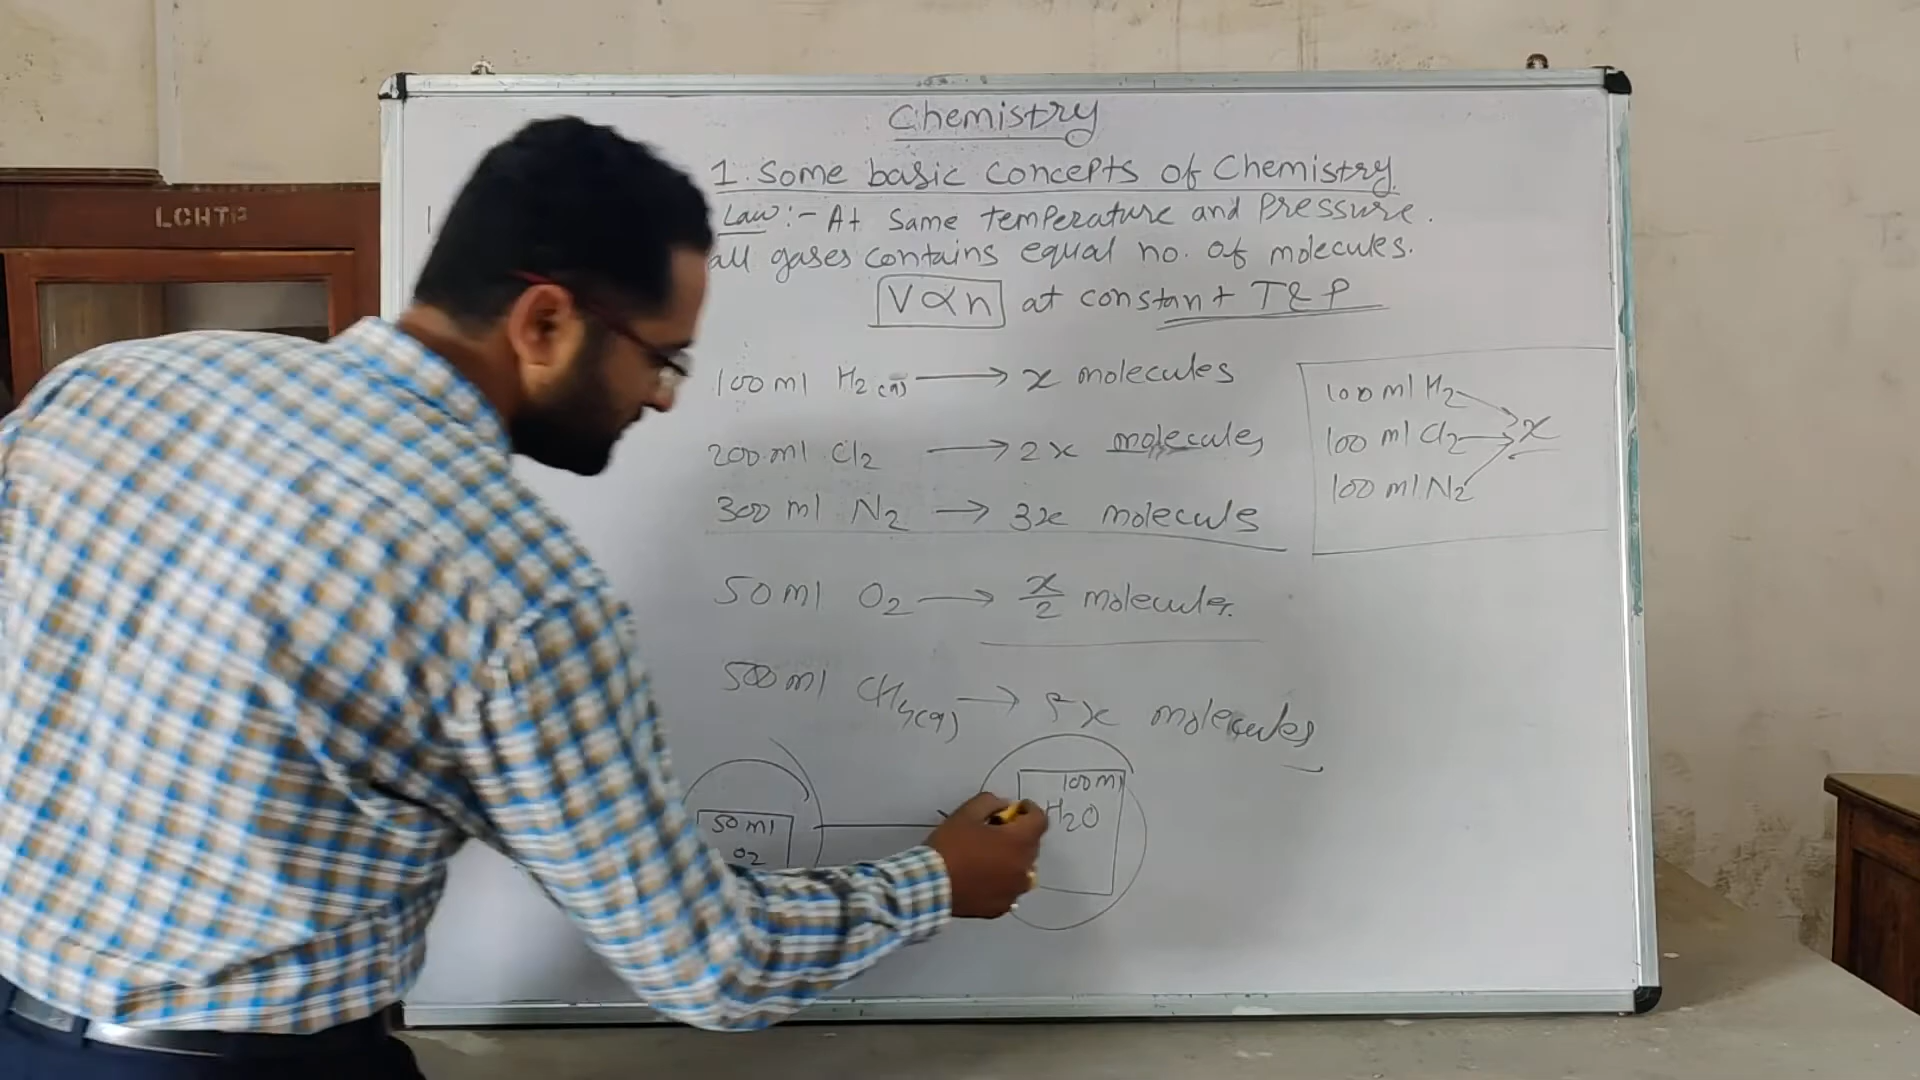 LCHTP
Chemistry
1. Some basic concepts of Chemistry
Law :- At same temperature and pressure.
all gases contains equal no. of molecules.
V ∝ n at constant T & P
100 ml H2 (g) → x molecules
200 ml Cl2 → 2x molecules
300 ml N2 → 3x moleculs
50 ml O2 → x/2 molecules.
500 ml CH4(g) → 5x molecules
100 ml H2
100 ml Cl2 → x
100 ml N2
50 ml
O2
100 ml
H2O